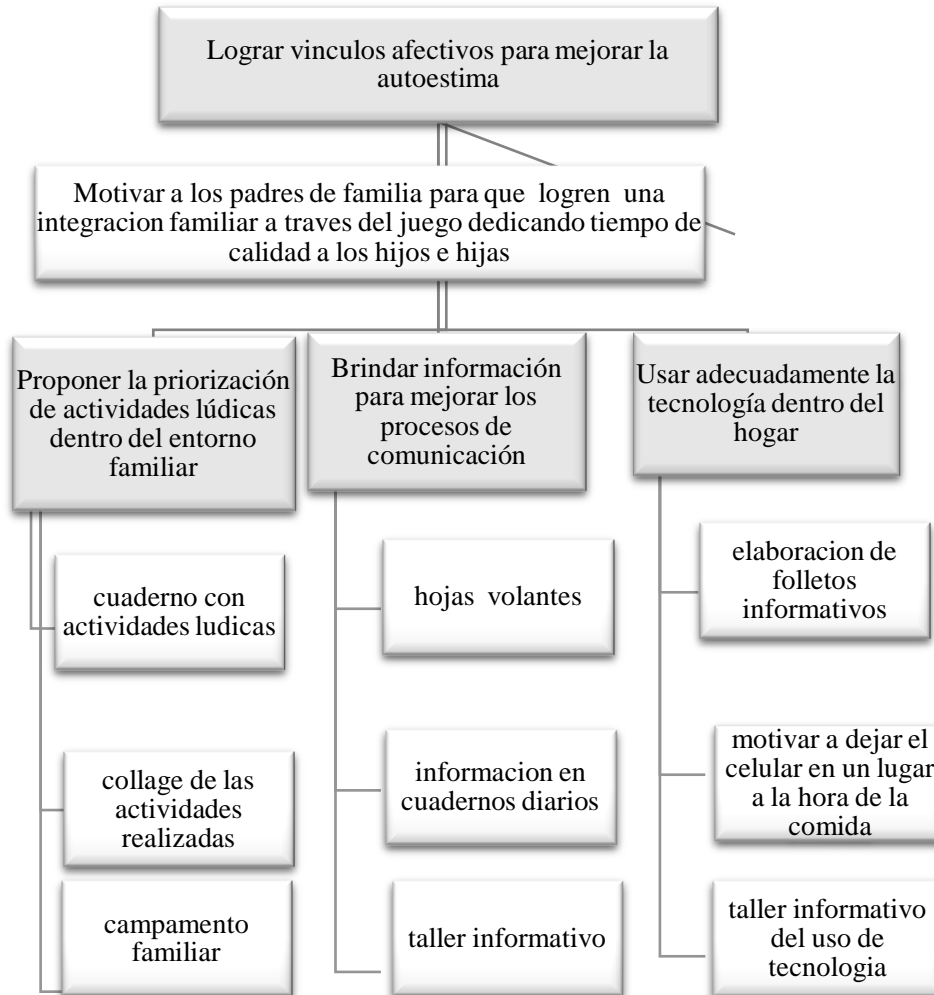 Lograr vinculos afectivos para mejorar la
autoestima
Motivar a los padres de familia para que logren una
integracion familiar a traves del juego dedicando tiempo de
calidad a los hijos e hijas
Proponer la priorización
de actividades lúdicas
dentro del entorno
familiar
Brindar información
para mejorar los
procesos de
comunicación
Usar adecuadamente la
tecnología dentro del
hogar
cuaderno con
actividades ludicas
collage de las
actividades
realizadas
campamento
familiar
hojas volantes
informacion en
cuadernos diarios
taller informativo
elaboracion de
folletos
informativos
motivar a dejar el
celular en un lugar
a la hora de la
comida
taller informativo
del uso de
tecnologia